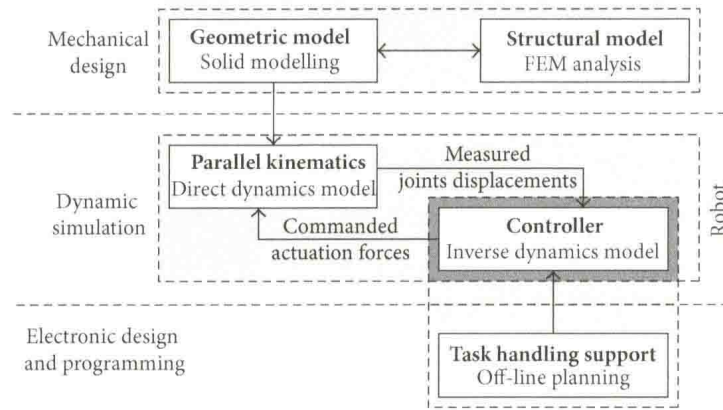 Mechanical
design
Geometric model
Solid modelling
Structural model
FEM analysis
Dynamic
simulation
Parallel kinematics
Direct dynamics model
Measured
joints displacements
Commanded
actuation forces
Controller
Inverse dynamics model
Robot
Electronic design
and programming
Task handling support
Off-line planning